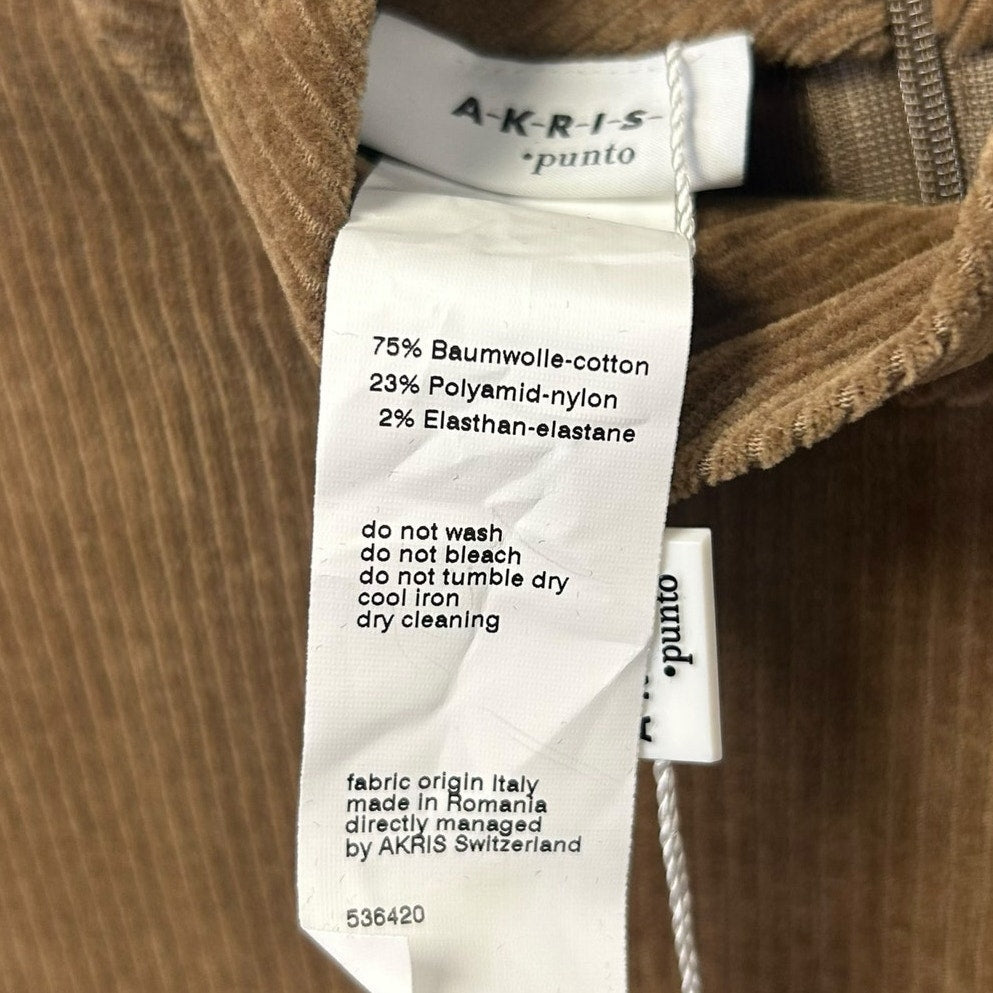 A-K-R-I-S-
•punto
75% Baumwolle-cotton
23% Polyamid-nylon
2% Elasthan-elastane
do not wash
do not bleach
do not tumble dry
cool iron
dry cleaning
•punto
fabric origin Italy
made in Romania
directly managed
by AKRIS Switzerland
536420